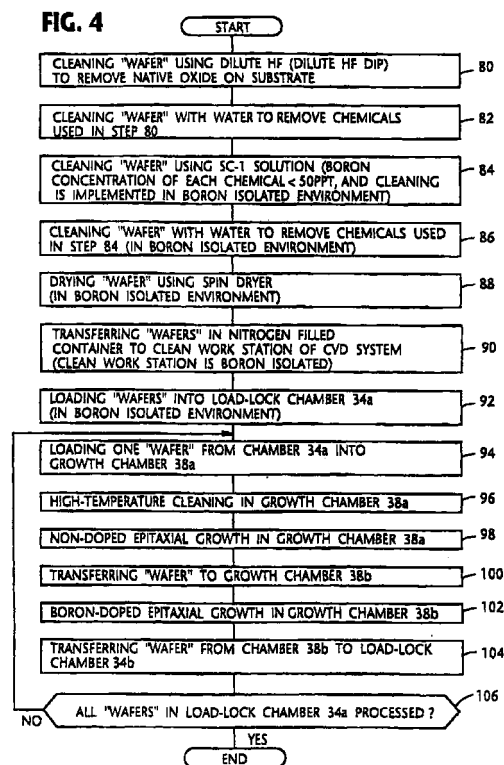 FIG. 4
START
CLEANING "WAFER" USING DILUTE HF (DILUTE HF DIP)
TO REMOVE NATIVE OXIDE ON SUBSTRATE
80
CLEANING "WAFER" WITH WATER TO REMOVE CHEMICALS
USED IN STEP 80
82
CLEANING "WAFER" USING SC-1 SOLUTION (BORON
CONCENTRATION OF EACH CHEMICAL < 50PPT, AND CLEANING
IS IMPLEMENTED IN BORON ISOLATED ENVIRONMENT)
84
CLEANING "WAFER" WITH WATER TO REMOVE CHEMICALS USED
IN STEP 84 (IN BORON ISOLATED ENVIRONMENT)
86
DRYING "WAFER" USING SPIN DRYER
(IN BORON ISOLATED ENVIRONMENT)
88
TRANSFERRING "WAFERS" IN NITROGEN FILLED
CONTAINER TO CLEAN WORK STATION OF CVD SYSTEM
(CLEAN WORK STATION IS BORON ISOLATED)
90
LOADING "WAFERS" INTO LOAD-LOCK CHAMBER 34a
(IN BORON ISOLATED ENVIRONMENT)
92
LOADING ONE "WAFER" FROM CHAMBER 34a INTO
GROWTH CHAMBER 38a
94
HIGH-TEMPERATURE CLEANING IN GROWTH CHAMBER 38a
96
NON-DOPED EPITAXIAL GROWTH IN GROWTH CHAMBER 38a
98
TRANSFERRING "WAFER" TO GROWTH CHAMBER 38b
100
BORON-DOPED EPITAXIAL GROWTH IN GROWTH CHAMBER 38b
102
TRANSFERRING "WAFER" FROM CHAMBER 38b TO LOAD-LOCK
CHAMBER 34b
104
ALL "WAFERS" IN LOAD-LOCK CHAMBER 34a PROCESSED ?
106
NO
YES
END